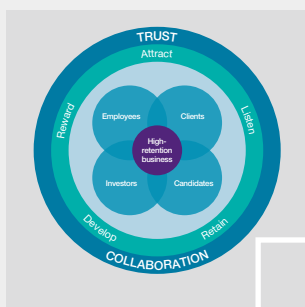 TRUST
Attract
Reward
Listen
Employees
Clients
High-
retention
business
Investors
Candidates
Develop
Retain
COLLABORATION